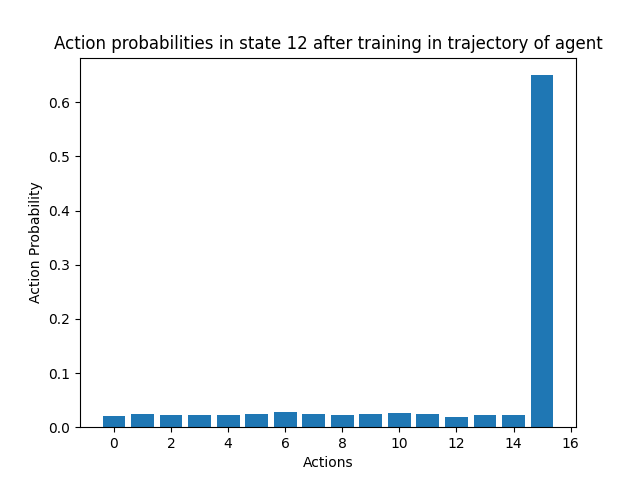 Action probabilities in state 12 after training in trajectory of agent
0.6
0.5
0.4
0.3
0.2
0.1
0.0
Action Probability
0 2 4 6 8 10 12 14 16
Actions